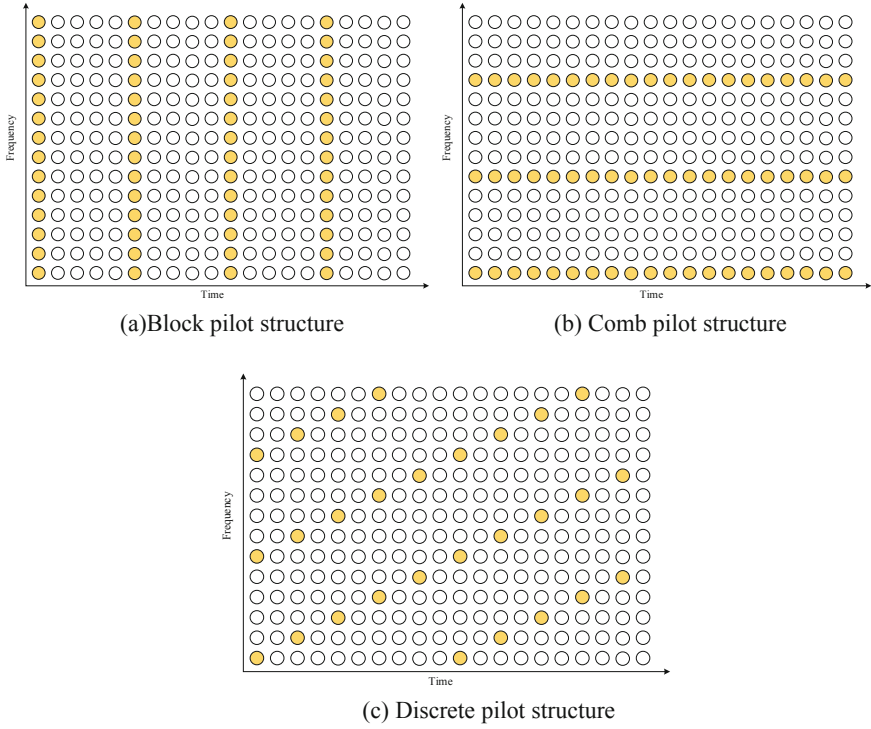 Frequency
Time
(a)Block pilot structure
Frequency
Time
(b) Comb pilot structure
Frequency
Time
(c) Discrete pilot structure